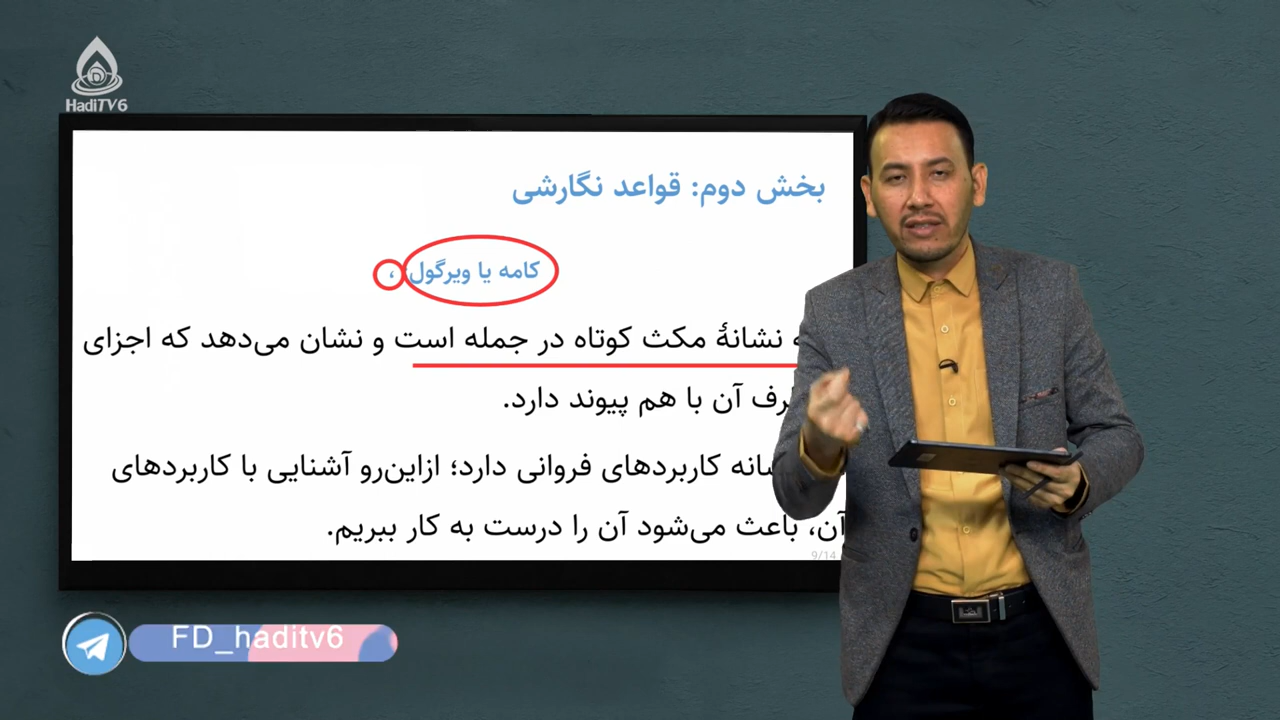 HadiTV6
بخش دوم: قواعد نگارشی
کامه یا ویرگول: ،
نشانهٔ مکث کوتاه در جمله است و نشان می‌دهد که اجزای
آن با هم پیوند دارد.
کاربردهای فروانی دارد؛ ازاین‌رو آشنایی با کاربردهای
آن، باعث می‌شود آن را درست به کار ببریم.
9/14
FD_haditv6